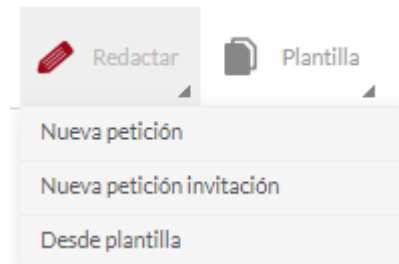 Redactar Plantilla
Nueva petición
Nueva petición invitación
Desde plantilla